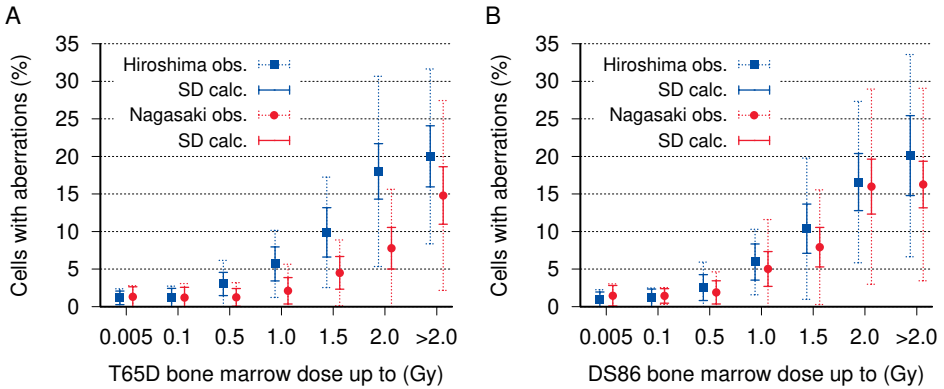 A
Cells with aberrations (%)
35
30
25
20
15
10
5
0
Hiroshima obs.
SD calc.
Nagasaki obs.
SD calc.
0.005 0.1 0.5 1.0 1.5 2.0 >2.0
T65D bone marrow dose up to (Gy)
B
Cells with aberrations (%)
35
30
25
20
15
10
5
0
Hiroshima obs.
SD calc.
Nagasaki obs.
SD calc.
0.005 0.1 0.5 1.0 1.5 2.0 >2.0
DS86 bone marrow dose up to (Gy)